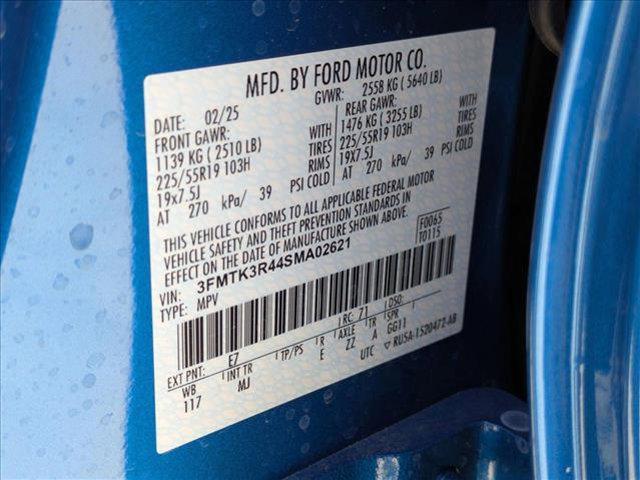 MFD. BY FORD MOTOR CO.
DATE: 02/25 GVWR: 2558 KG ( 5640 LB)
FRONT GAWR: REAR GAWR:
1139 KG ( 2510 LB) WITH 1476 KG ( 3255 LB) WITH
225/55R19 103H TIRES 225/55R19 103H TIRES
19x7.5J RIMS 19x7.5J RIMS
AT 270 kPa/ 39 PSI COLD AT 270 kPa/ 39 PSI COLD
THIS VEHICLE CONFORMS TO ALL APPLICABLE FEDERAL MOTOR
VEHICLE SAFETY AND THEFT PREVENTION STANDARDS IN
EFFECT ON THE DATE OF MANUFACTURE SHOWN ABOVE.
F0065
T0115
VIN: 3FMTK3R44SMA02621
TYPE: MPV
EXT PNT: E7 RC: 71 DSO:
WB INT TR TP/PS R AXLE TR SPR
117 MJ E ZZ A GG11
UTC ▽ RUSA-1520472-AB